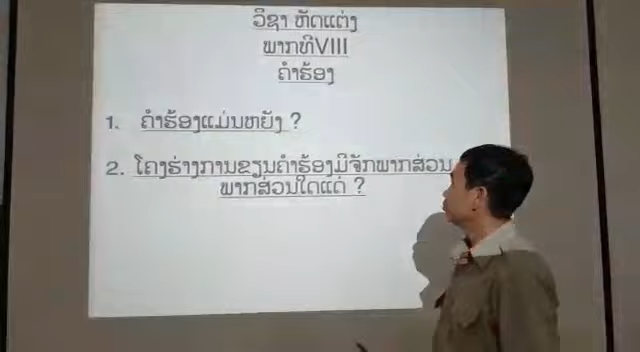 ວິຊາ ຫັດແຕ່ງ
ພາກທີVIII
ຄຳຮ້ອງ
1. ຄຳຮ້ອງແມ່ນຫຍັງ ?
2. ໂຄງຮ່າງການຂຽນຄຳຮ້ອງມີຈັກພາກສ່ວນ
ພາກສ່ວນໃດແດ່ ?